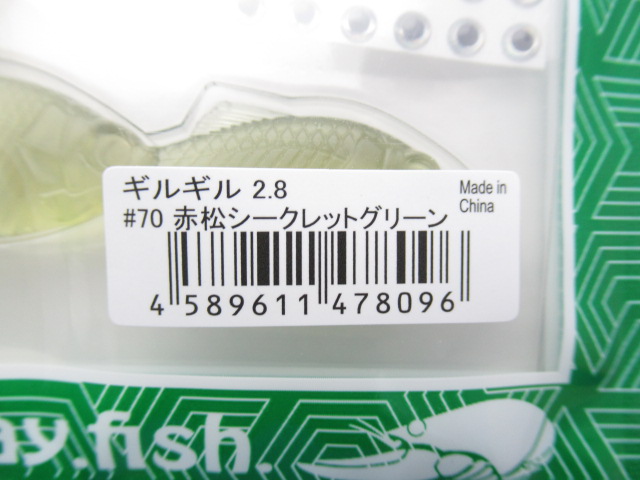 ギルギル 2.8
Made in
China
#70 赤松シークレットグリーン
4 589611 478096
ay.fish.